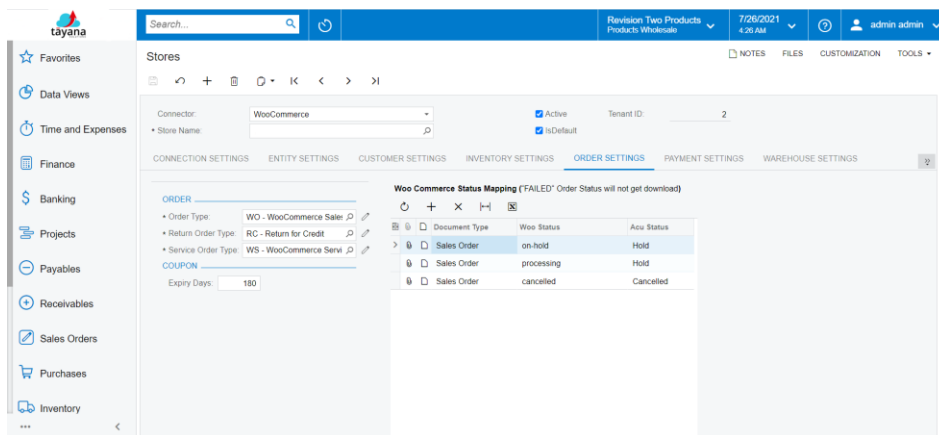 tayana
Search...
Revision Two Products
Products Wholesale
7/26/2021
4:26 AM
admin admin
Favorites
Data Views
Time and Expenses
Finance
Banking
Projects
Payables
Receivables
Sales Orders
Purchases
Inventory
Stores
NOTES FILES CUSTOMIZATION TOOLS
Connector: WooCommerce
Active
Tenant ID: 2
• Store Name:
IsDefault
CONNECTION SETTINGS ENTITY SETTINGS CUSTOMER SETTINGS INVENTORY SETTINGS ORDER SETTINGS PAYMENT SETTINGS WAREHOUSE SETTINGS
ORDER
• Order Type: WO - WooCommerce Sales
• Return Order Type: RC - Return for Credit
• Service Order Type: WS - WooCommerce Servi
COUPON
Expiry Days: 180
Woo Commerce Status Mapping ("FAILED" Order Status will not get download)
Document Type Woo Status Acu Status
Sales Order on-hold Hold
Sales Order processing Hold
Sales Order cancelled Cancelled